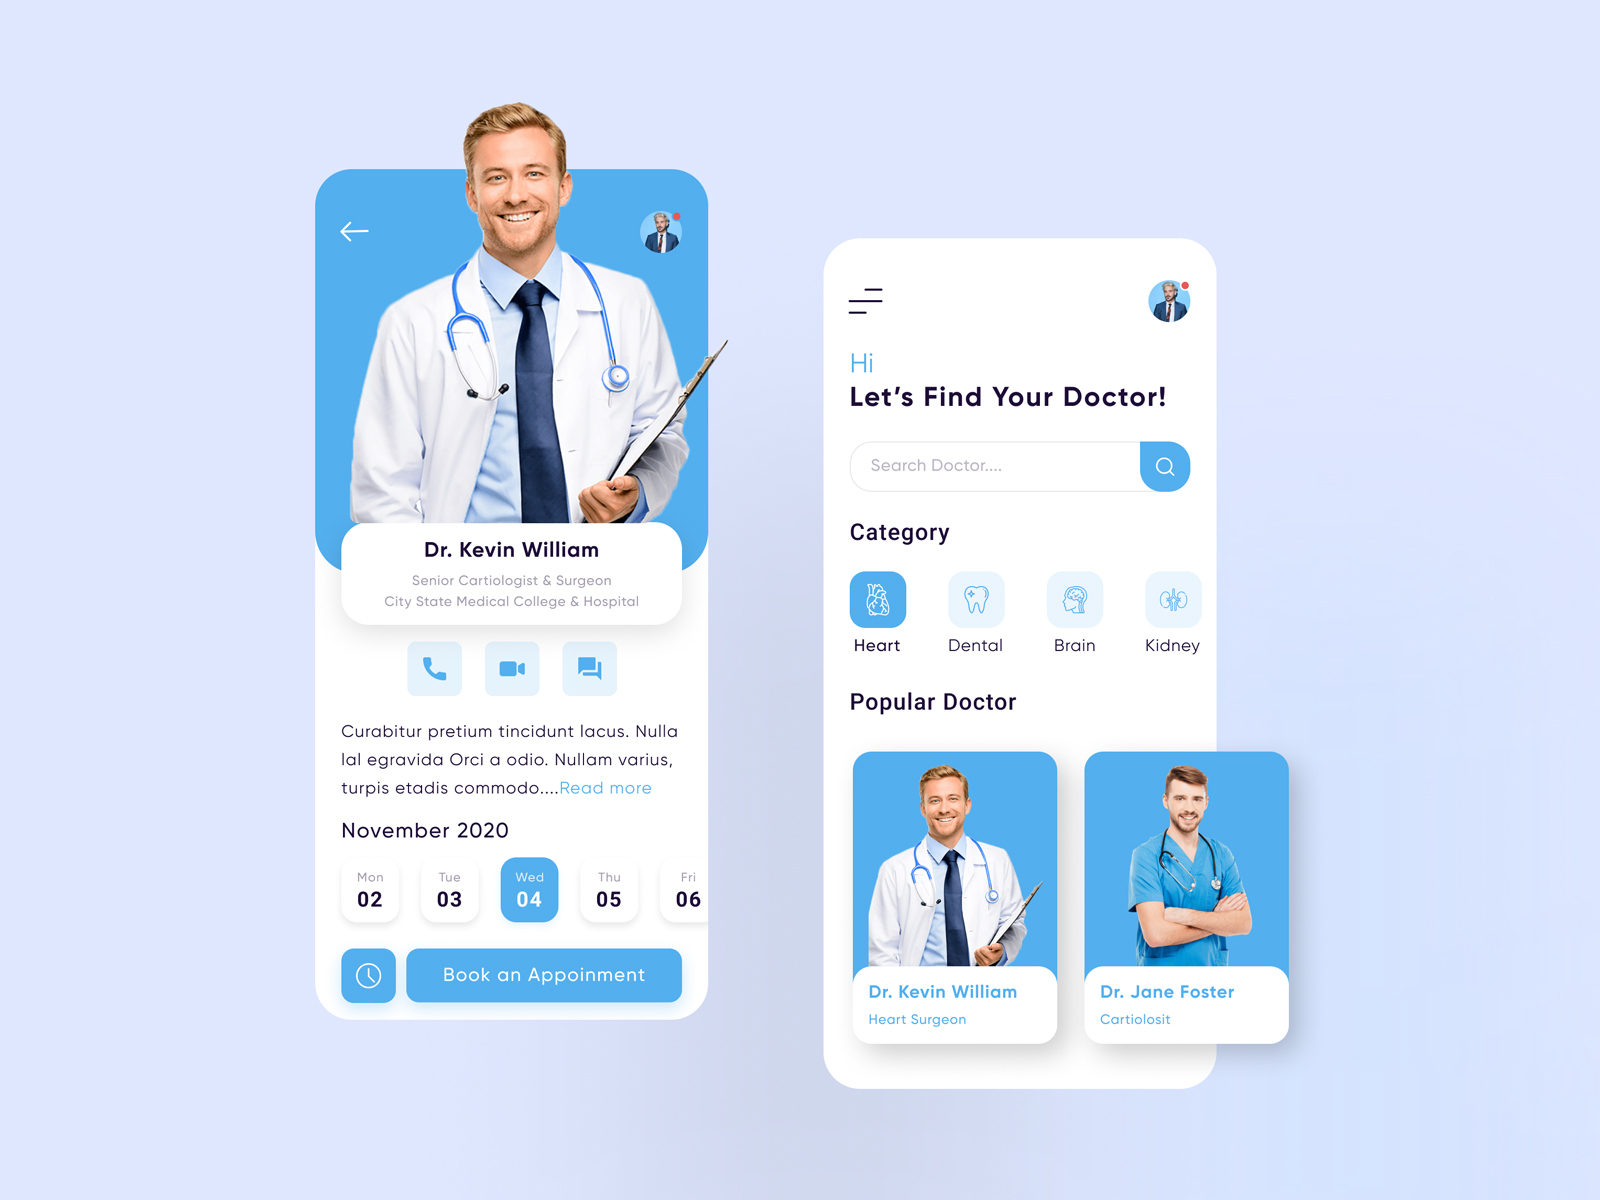 Dr. Kevin William
Senior Cartiologist & Surgeon
City State Medical College & Hospital
Curabitur pretium tincidunt lacus. Nulla
lal egravida Orci a odio. Nullam varius,
turpis etadis commodo....Read more
November 2020
Mon Tue Wed Thu Fri
02 03 04 05 06
Book an Appoinment
Hi
Let's Find Your Doctor!
Search Doctor....
Category
Heart Dental Brain Kidney
Popular Doctor
Dr. Kevin William
Heart Surgeon
Dr. Jane Foster
Cartiolosit